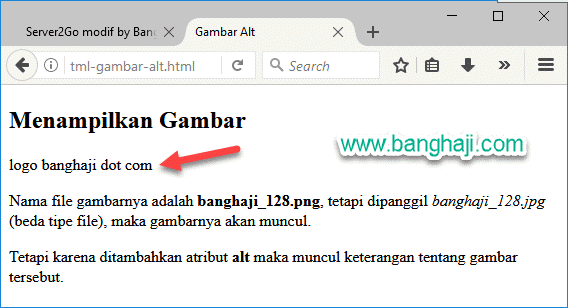 Server2Go modif by Bang
Gambar Alt
tml-gambar-alt.html
Search
Menampilkan Gambar
www.banghaji.com
logo banghaji dot com
Nama file gambarnya adalah banghaji_128.png, tetapi dipanggil banghaji_128.jpg
(beda tipe file), maka gambarnya akan muncul.
Tetapi karena ditambahkan atribut alt maka muncul keterangan tentang gambar
tersebut.